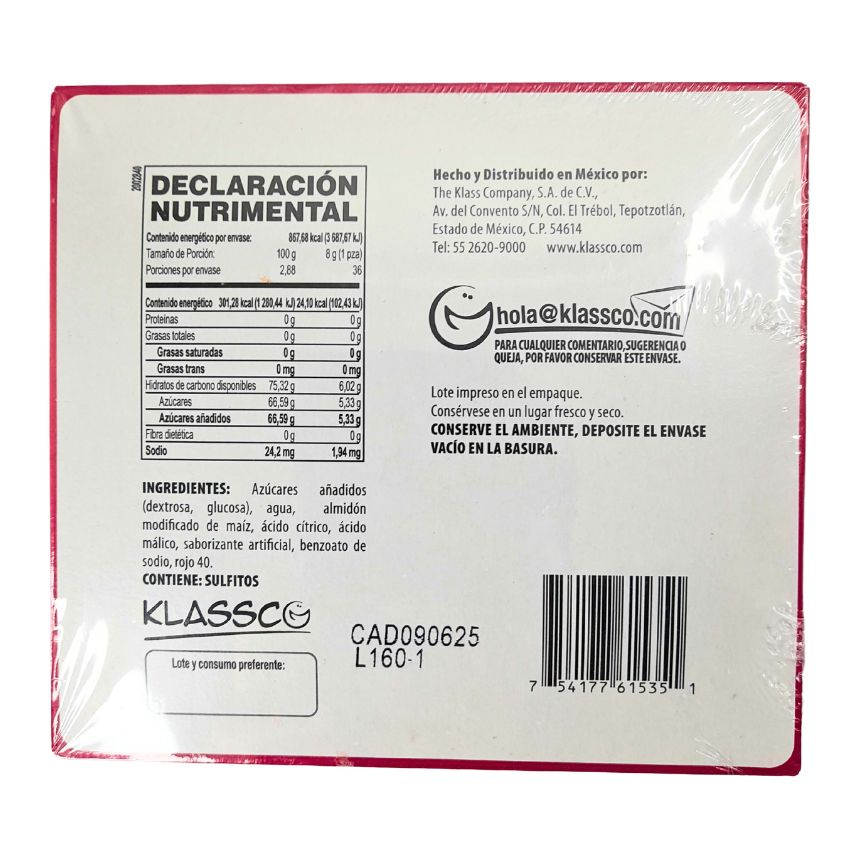 2002840
DECLARACIÓN
NUTRIMENTAL
Contenido energético por envase: 867,68 kcal (3 687,67 kJ)
Tamaño de Porción: 100 g 8 g (1 pza)
Porciones por envase 2,88 36
Contenido energético 301,28 kcal (1 280,44 kJ) 24,10 kcal (102,43 kJ)
Proteínas 0 g 0 g
Grasas totales 0 g 0 g
Grasas saturadas 0 g 0 g
Grasas trans 0 mg 0 mg
Hidratos de carbono disponibles 75,32 g 6,02 g
Azúcares 66,59 g 5,33 g
Azúcares añadidos 66,59 g 5,33 g
Fibra dietética 0 g 0 g
Sodio 24,2 mg 1,94 mg
INGREDIENTES: Azúcares añadidos
(dextrosa, glucosa), agua, almidón
modificado de maíz, ácido cítrico, ácido
málico, saborizante artificial, benzoato de
sodio, rojo 40.
CONTIENE: SULFITOS
KLASSCO
Lote y consumo preferente:
CAD090625
L160-1
Hecho y Distribuido en México por:
The Klass Company, S.A. de C.V.,
Av. del Convento S/N, Col. El Trébol, Tepotzotlán,
Estado de México, C.P. 54614
Tel: 55 2620-9000 www.klassco.com
hola@klassco.com
PARA CUALQUIER COMENTARIO,SUGERENCIA O
QUEJA, POR FAVOR CONSERVAR ESTE ENVASE.
Lote impreso en el empaque.
Consérvese en un lugar fresco y seco.
CONSERVE EL AMBIENTE, DEPOSITE EL ENVASE
VACÍO EN LA BASURA.
7 54177 61535 1